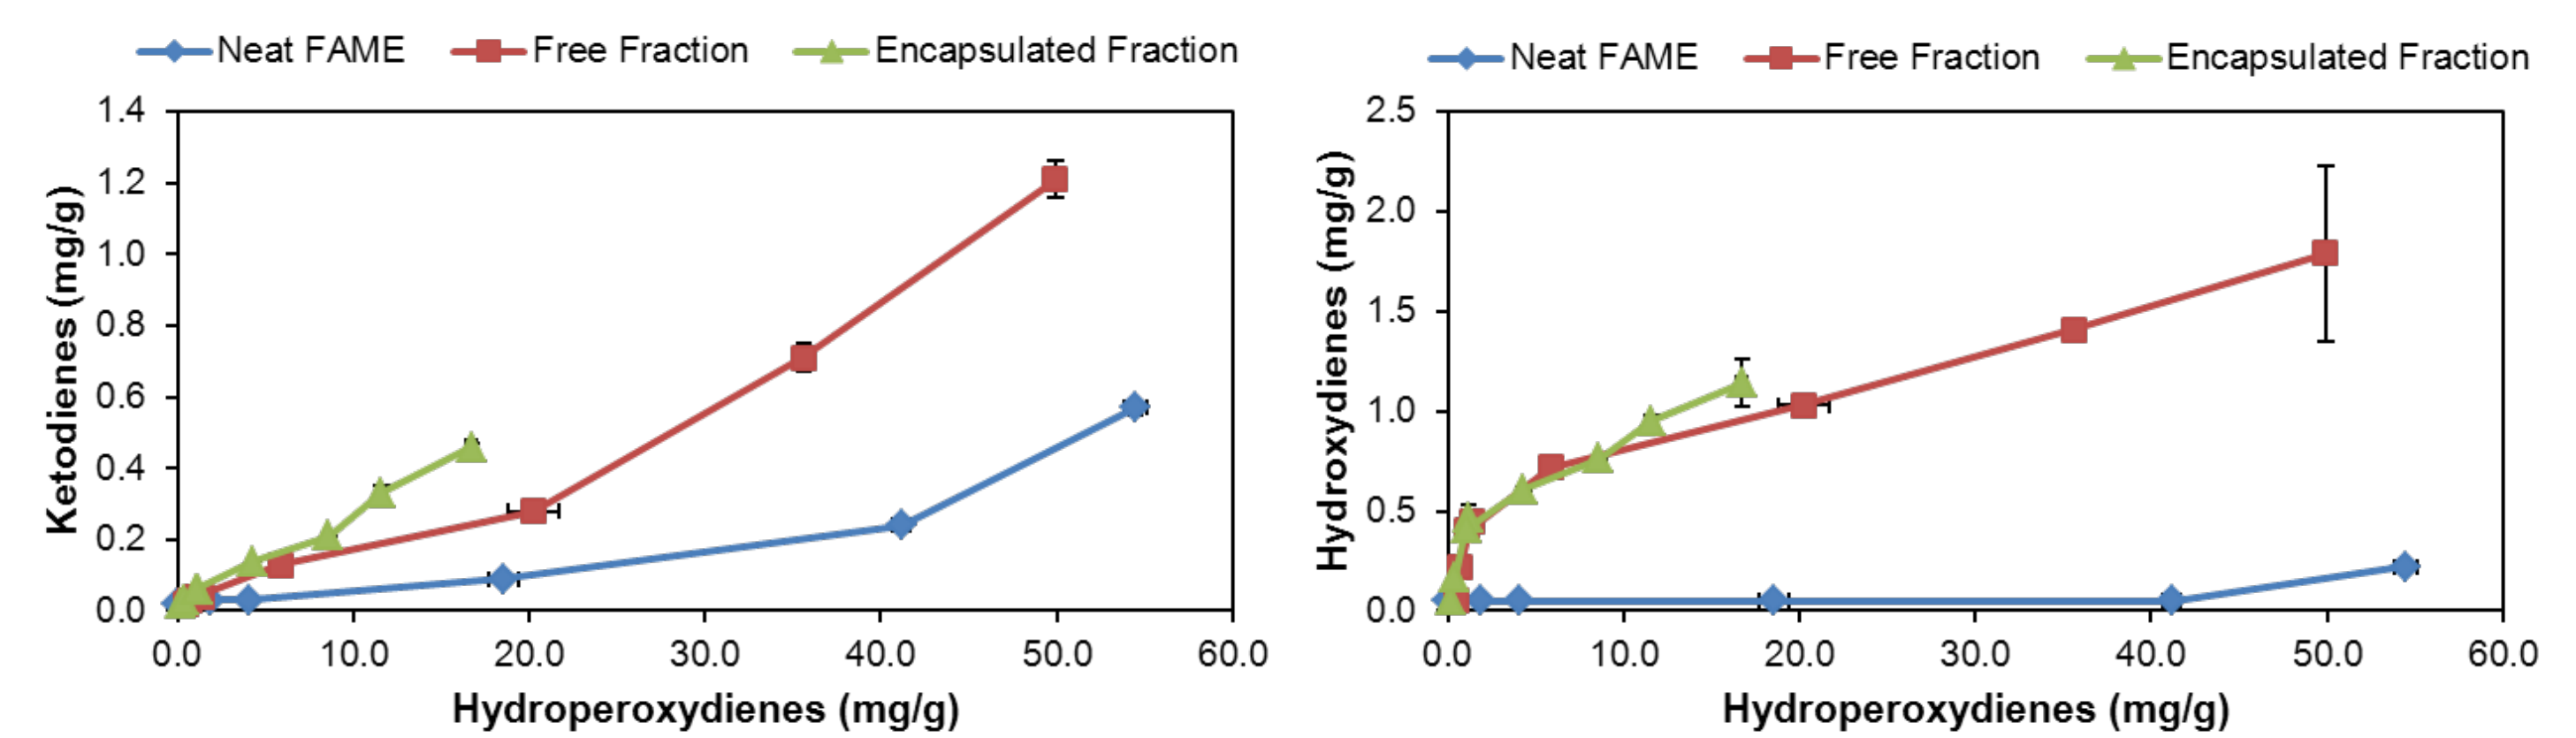 Neat FAME Free Fraction Encapsulated Fraction
1.4
1.2
1.0
0.8
0.6
0.4
0.2
0.0
Ketodienes (mg/g)
0.0 10.0 20.0 30.0 40.0 50.0 60.0
Hydroperoxydienes (mg/g)
Neat FAME Free Fraction Encapsulated Fraction
2.5
2.0
1.5
1.0
0.5
0.0
Hydroxydienes (mg/g)
0.0 10.0 20.0 30.0 40.0 50.0 60.0
Hydroperoxydienes (mg/g)